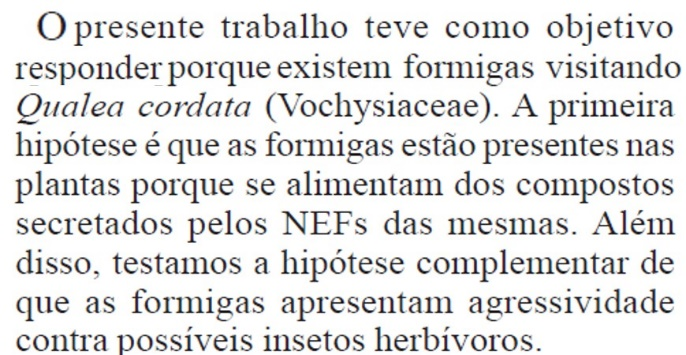 O presente trabalho teve como objetivo
responder porque existem formigas visitando
Qualea cordata (Vochysiaceae). A primeira
hipótese é que as formigas estão presentes nas
plantas porque se alimentam dos compostos
secretados pelos NEFs das mesmas. Além
disso, testamos a hipótese complementar de
que as formigas apresentam agressividade
contra possíveis insetos herbívoros.